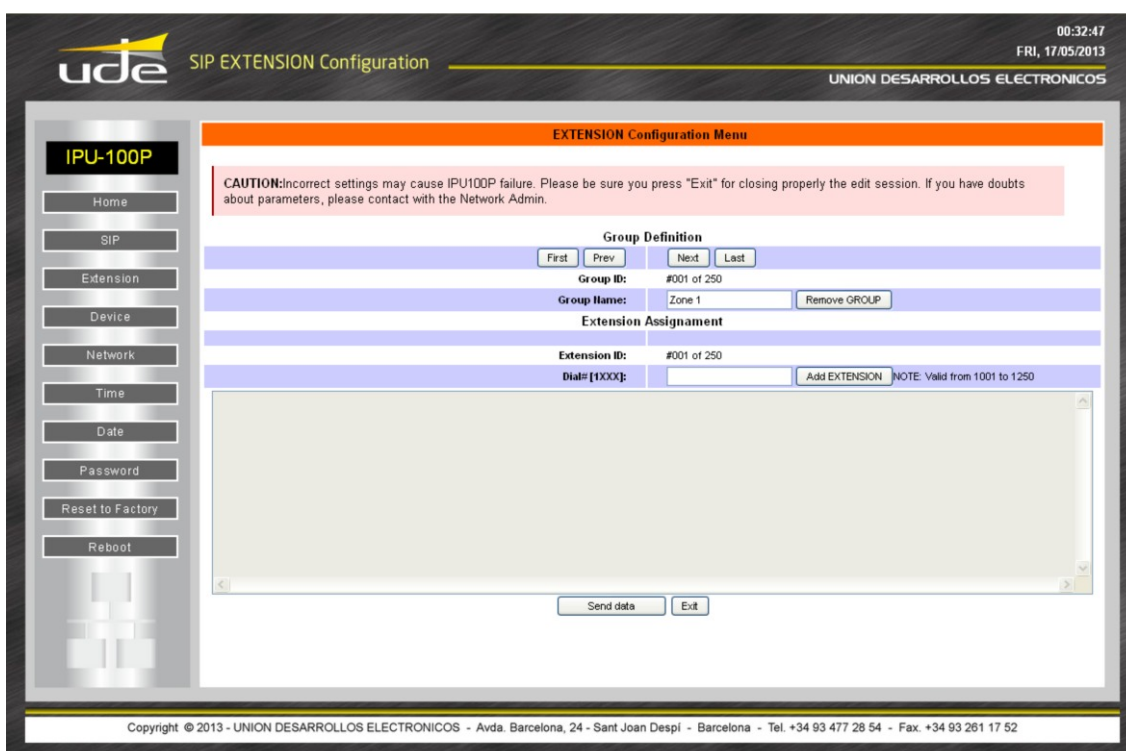 00:32:47
FRI, 17/05/2013
ude
SIP EXTENSION Configuration
UNION DESARROLLOS ELECTRONICOS
IPU-100P
Home
SIP
Extension
Device
Network
Time
Date
Password
Reset to Factory
Reboot
EXTENSION Configuration Menu
CAUTION:Incorrect settings may cause IPU100P failure. Please be sure you press "Exit" for closing properly the edit session. If you have doubts
about parameters, please contact with the Network Admin.
Group Definition
First Prev Next Last
Group ID: #001 of 250
Group Name: Zone 1 Remove GROUP
Extension Assignament
Extension ID: #001 of 250
Dial# [1XXX]: Add EXTENSION NOTE: Valid from 1001 to 1250
Send data Exit
Copyright © 2013 - UNION DESARROLLOS ELECTRONICOS - Avda. Barcelona, 24 - Sant Joan Despí - Barcelona - Tel. +34 93 477 28 54 - Fax. +34 93 261 17 52